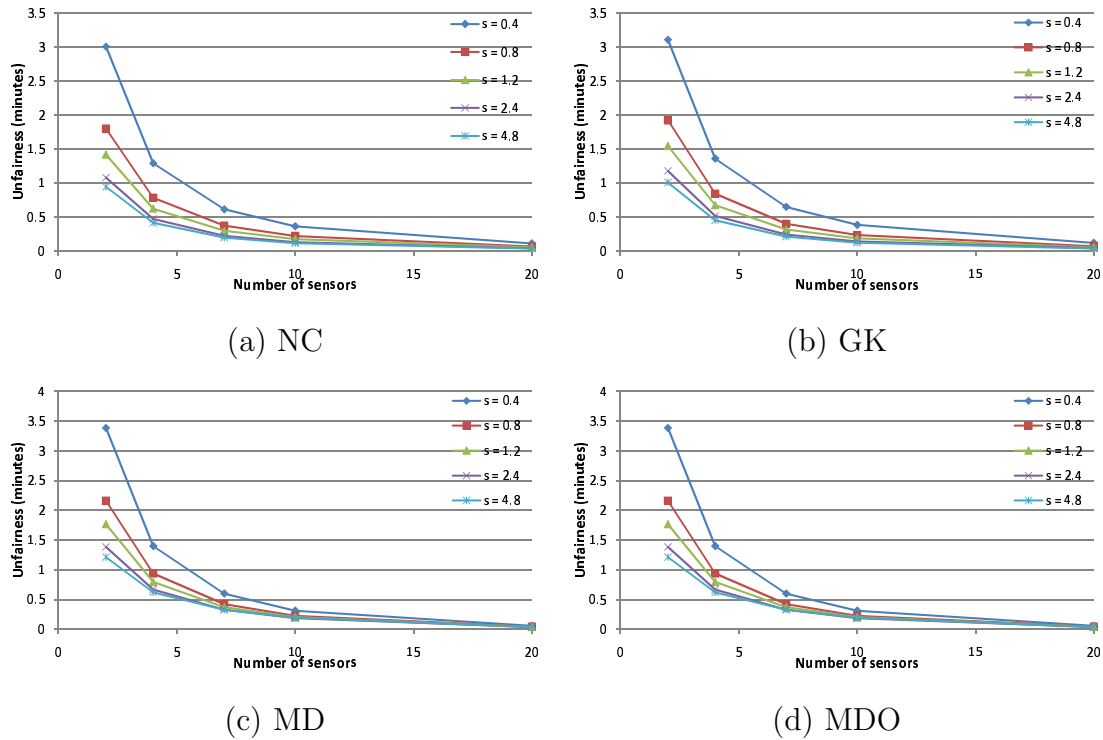 3.5
3
2.5
2
1.5
1
0.5
0
0
5
10
15
20
Unfairness (minutes)
Number of sensors
s = 0.4
s = 0.8
s = 1.2
s = 2.4
s = 4.8
(a) NC
3.5
3
2.5
2
1.5
1
0.5
0
0
5
10
15
20
Unfairness (minutes)
Number of sensors
s = 0.4
s = 0.8
s = 1.2
s = 2.4
s = 4.8
(b) GK
4
3.5
3
2.5
2
1.5
1
0.5
0
0
5
10
15
20
Unfairness (minutes)
Number of sensors
s = 0.4
s = 0.8
s = 1.2
s = 2.4
s = 4.8
(c) MD
4
3.5
3
2.5
2
1.5
1
0.5
0
0
5
10
15
20
Unfairness (minutes)
Number of sensors
s = 0.4
s = 0.8
s = 1.2
s = 2.4
s = 4.8
(d) MDO